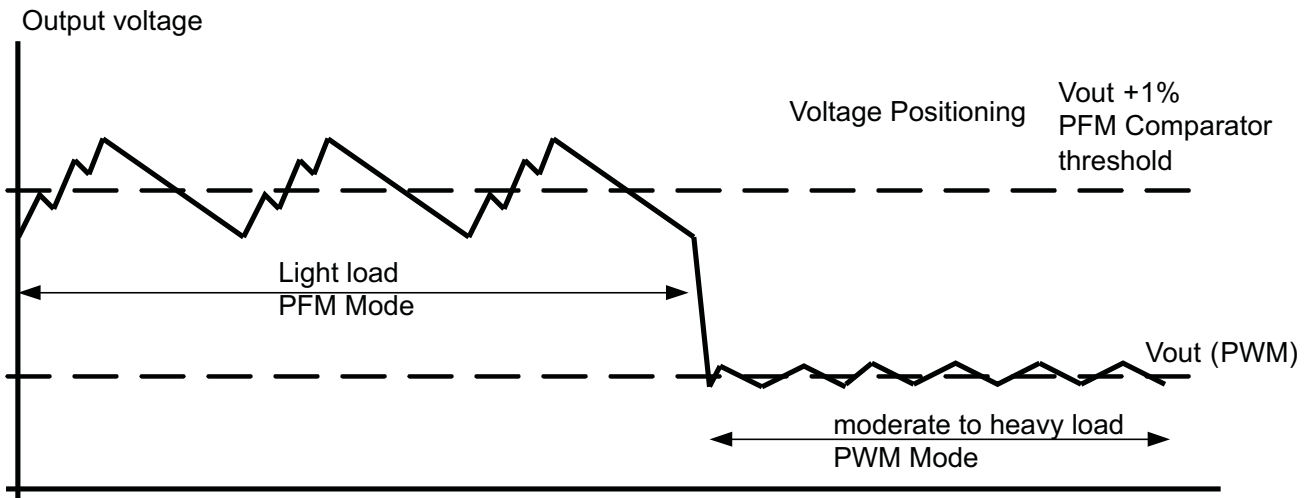 Output voltage
Voltage Positioning
Vout +1%
PFM Comparator
threshold
Light load
PFM Mode
Vout (PWM)
moderate to heavy load
PWM Mode